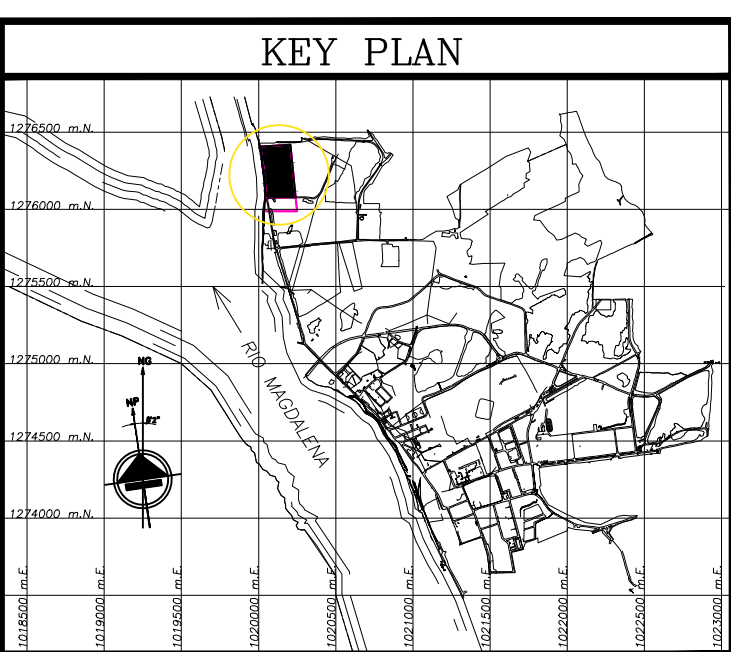 KEY PLAN
1276500 m.N.
1276000 m.N.
1275500 m.N.
1275000 m.N.
1274500 m.N.
1274000 m.N.
RIO MAGDALENA
NG
NP
1018500 m.E.
1019000 m.E.
1019500 m.E.
1020000 m.E.
1020500 m.E.
1021000 m.E.
1021500 m.E.
1022000 m.E.
1022500 m.E.
1023000 m.E.